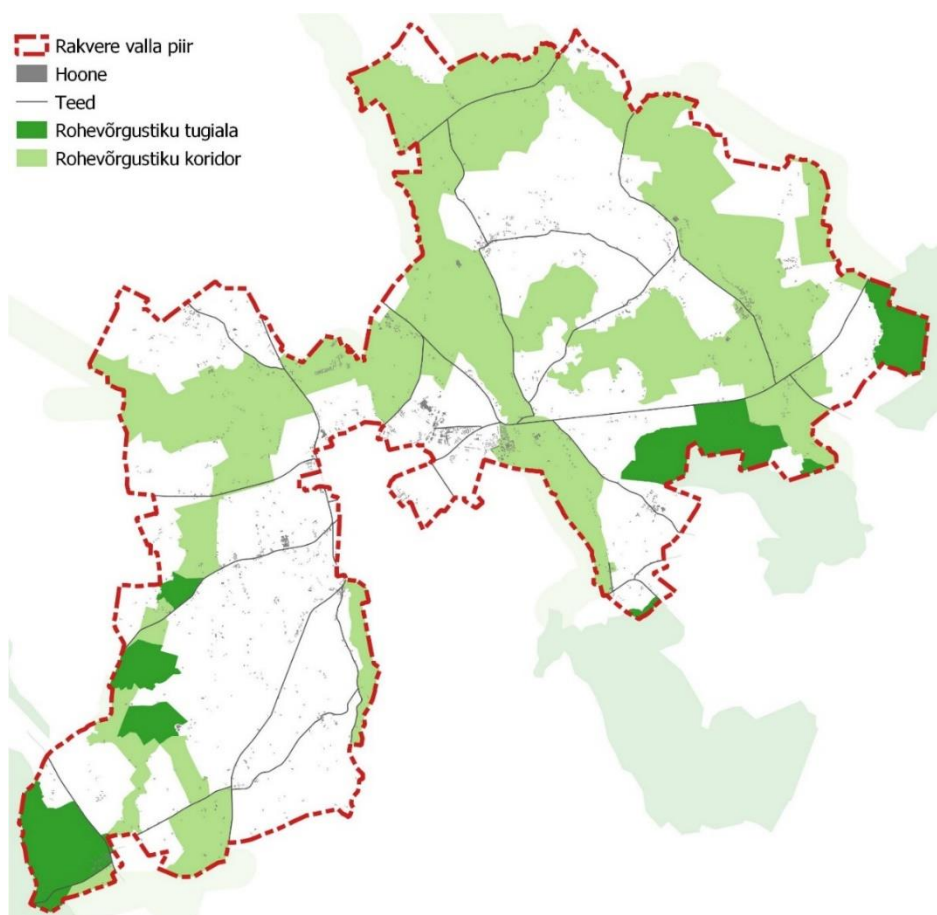 Rakvere valla piir
Hoone
Teed
Rohevõrgustiku tugiala
Rohevõrgustiku koridor